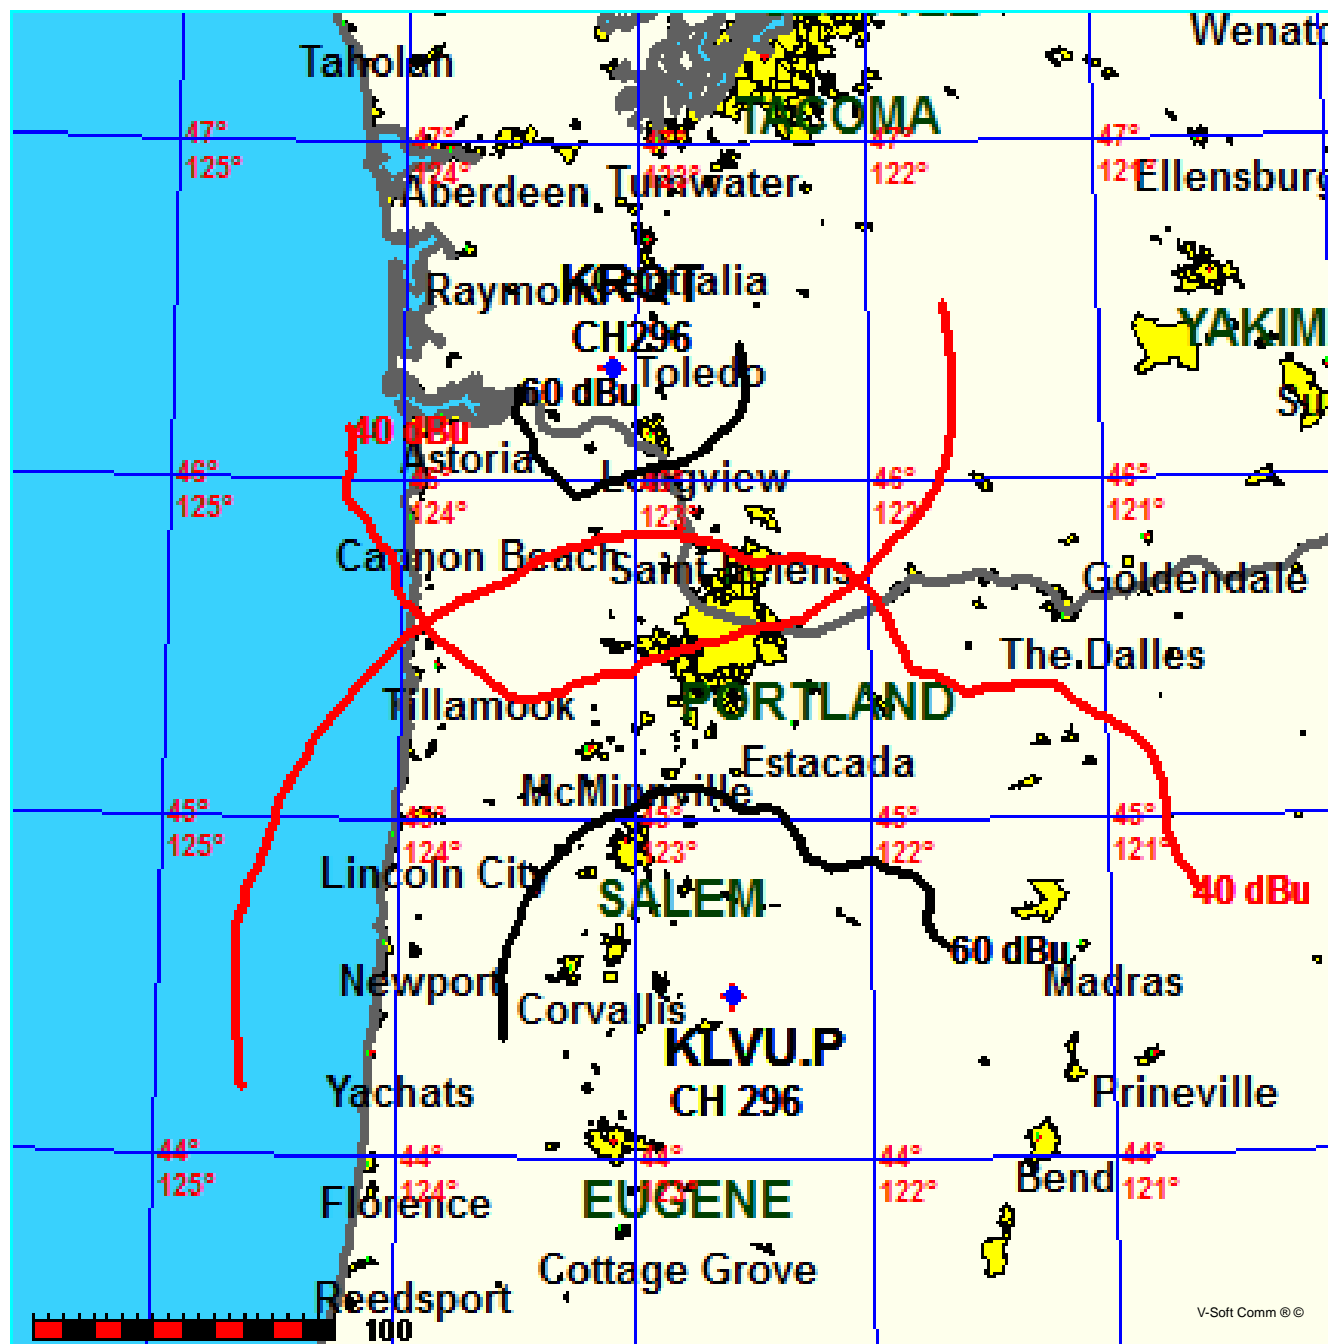 Wenatc
Taholah
TACOMA
47°
125°
47°
124°
47°
123°
47°
122°
47°
121°
Ellensburg
Aberdeen
Tumwater
KRQT
Centralia
Raymond
CH296
YAKIM
Toledo
60 dBu
Su
40 dBu
Astoria
46°
125°
46°
124°
Longview
46°
123°
46°
122°
46°
121°
Cannon Beach
Saint Helens
Goldendale
The Dalles
Tillamook
PORTLAND
Estacada
McMinnville
45°
125°
45°
124°
45°
123°
45°
122°
45°
121°
Lincoln City
SALEM
40 dBu
60 dBu
Newport
Madras
Corvallis
KLVU.P
CH 296
Yachats
Prineville
44°
125°
44°
124°
44°
123°
44°
122°
44°
121°
Bend
Florence
EUGENE
Cottage Grove
Reedsport
100
V-Soft Comm ® ©